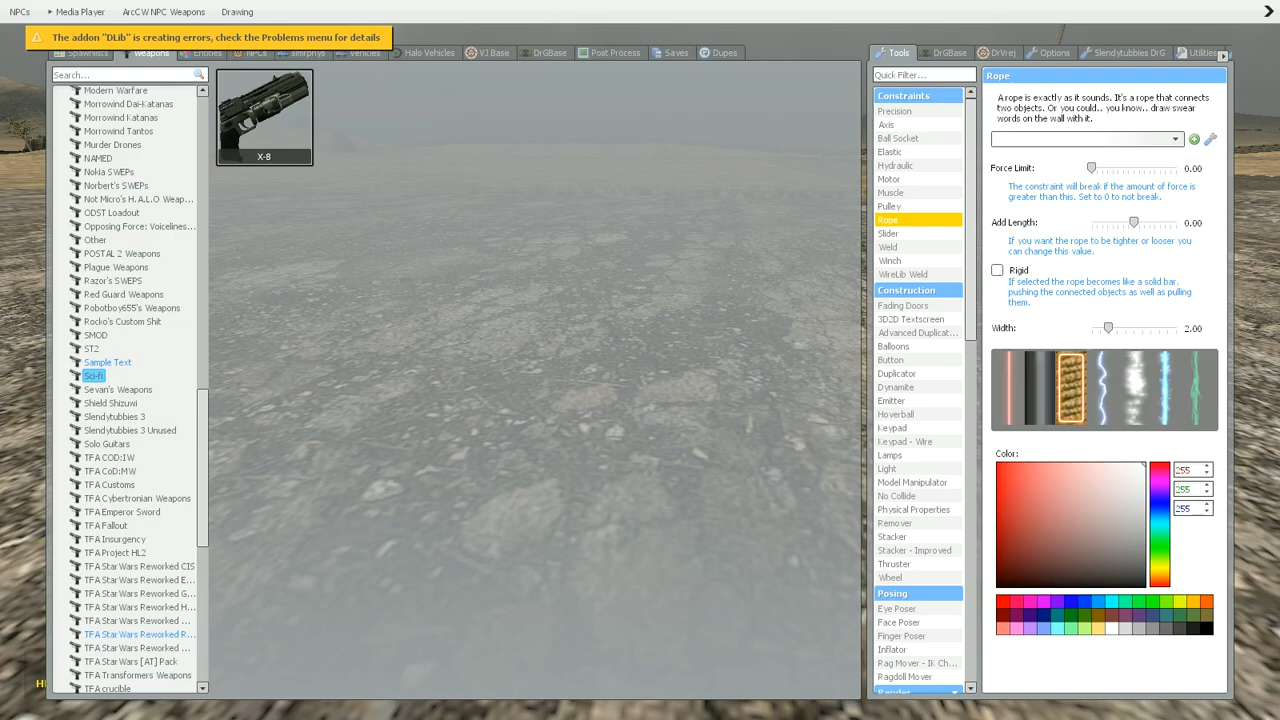 NPCs
Media Player
ArcCW NPC Weapons
Drawing
The addon "DLib" is creating errors, check the Problems menu for details
Spawnlists
Weapons
Entities
NPCs
simfphys
Vehicles
Halo Vehicles
VJ Base
DrGBase
Post Process
Saves
Dupes
Tools
DrGBase
DrVrej
Options
Slendytubbies DrG
Utilities
Search...
Modern Warfare
Morrowind Dai-Katanas
Morrowind Katanas
Morrowind Tantos
Murder Drones
NAMED
Nokia SWEPs
Norbert's SWEPs
Not Micro's H.A.L.O Weap...
ODST Loadout
Opposing Force: Voicelines...
Other
POSTAL 2 Weapons
Plague Weapons
Razor's SWEPS
Red Guard Weapons
Robotboy655's Weapons
Rocko's Custom Shit
SMOD
ST2
Sample Text
Sci-Fi
Sevan's Weapons
Shield Shizuwi
Slendytubbies 3
Slendytubbies 3 Unused
Solo Guitars
TFA COD:IW
TFA CoD:MW
TFA Customs
TFA Cybertronian Weapons
TFA Emperor Sword
TFA Fallout
TFA Insurgency
TFA Project HL2
TFA Star Wars Reworked CIS
TFA Star Wars Reworked E...
TFA Star Wars Reworked G...
TFA Star Wars Reworked H...
TFA Star Wars Reworked ...
TFA Star Wars Reworked R...
TFA Star Wars Reworked ...
TFA Star Wars [AT] Pack
TFA Transformers Weapons
TFA crucible
X-8
Quick Filter...
Constraints
Precision
Axis
Ball Socket
Elastic
Hydraulic
Motor
Muscle
Pulley
Rope
Slider
Weld
Winch
WireLib Weld
Construction
Fading Doors
3D2D Textscreen
Advanced Duplicat...
Balloons
Button
Duplicator
Dynamite
Emitter
Hoverball
Keypad
Keypad - Wire
Lamps
Light
Model Manipulator
No Collide
Physical Properties
Remover
Stacker
Stacker - Improved
Thruster
Wheel
Posing
Eye Poser
Face Poser
Finger Poser
Inflator
Rag Mover - IK Ch...
Ragdoll Mover
Render
Rope
A rope is exactly as it sounds. It's a rope that connects
two objects. Or you could.. you know.. draw swear
words on the wall with it.
Force Limit: 0.00
The constraint will break if the amount of force is
greater than this. Set to 0 to not break.
Add Length: 0.00
If you want the rope to be tighter or looser you
can change this value.
Rigid
If selected the rope becomes like a solid bar,
pushing the connected objects as well as pulling
them.
Width: 2.00
Color:
255
255
255